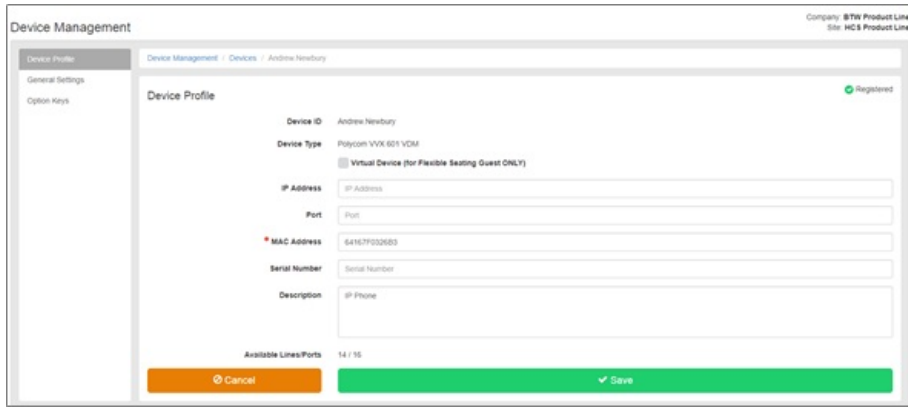 Device Management
Company: BTW Product Line
Site: HCS Product Line
Device Profile
General Settings
Option Keys
Device Management / Devices / Andrew.Newbury
Device Profile
Registered
Device ID Andrew.Newbury
Device Type Polycom VVX 601 VDM
Virtual Device (for Flexible Seating Guest ONLY)
IP Address IP Address
Port Port
* MAC Address 64167F0326B3
Serial Number Serial Number
Description IP Phone
Available Lines/Ports 14 / 16
Cancel
Save